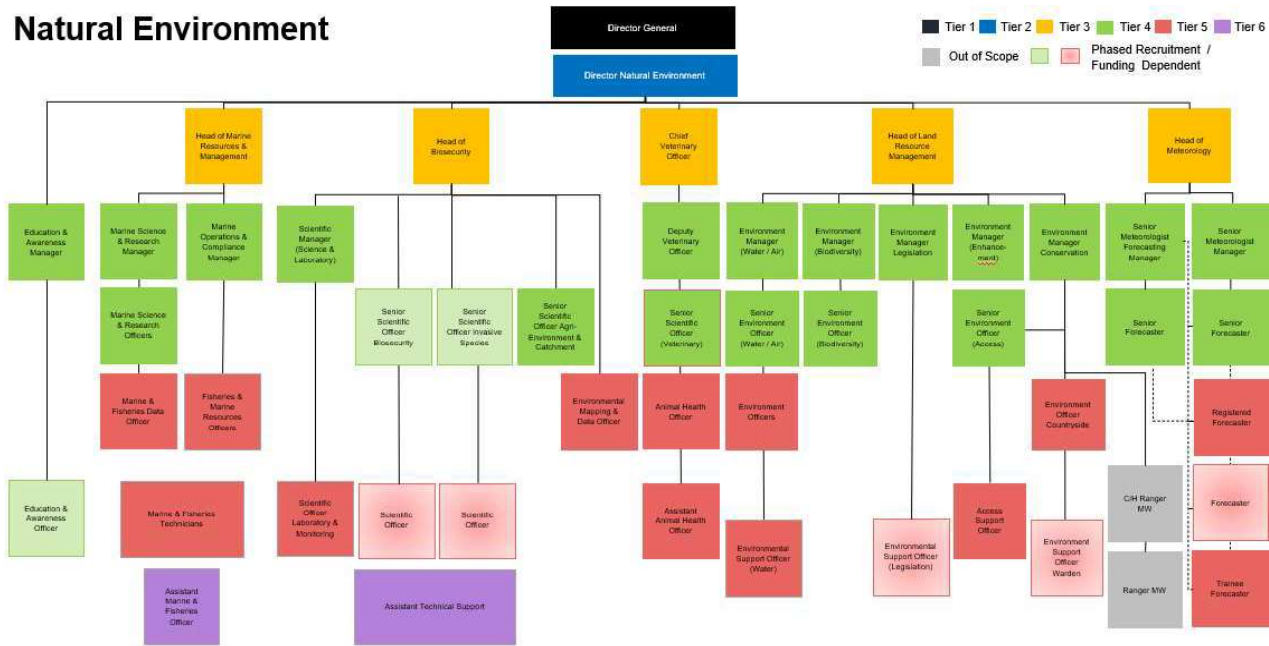 Natural Environment
Director General
Director Natural Environment
Tier 1
Tier 2
Tier 3
Tier 4
Tier 5
Tier 6
Out of Scope
Phased Recruitment /
Funding Dependent
Head of Marine
Resources &
Management
Head of
Biosecurity
Chief
Veterinary
Officer
Head of Land
Resource
Management
Head of
Meteorology
Education &
Awareness
Manager
Marine Science
& Research
Manager
Marine
Operations &
Compliance
Manager
Scientific
Manager
(Science &
Laboratory)
Deputy
Veterinary
Officer
Environment
Manager
(Water / Air)
Environment
Manager
(Biodiversity)
Environment
Manager
Legislation
Environment
Manager
(Enhance-
ment)
Environment
Manager
Conservation
Senior
Meteorologist
Forecasting
Manager
Senior
Meteorologist
Manager
Marine Science
& Research
Officers
Senior
Scientific
Officer
Biosecurity
Senior
Scientific
Officer Invasive
Species
Senior
Scientific
Officer Agri-
Environment &
Catchment
Senior
Scientific
Officer
(Veterinary)
Senior
Environment
Officer
(Water / Air)
Senior
Environment Officer
(Biodiversity)
Senior
Environment
Officer
(Access)
Senior
Forecaster
Senior
Forecaster
Marine &
Fisheries Data
Officer
Fisheries &
Marine
Resources
Officers
Environmental
Mapping &
Data Officer
Animal Health
Officer
Environment
Officers
Environment
Officer
Countryside
Registered
Forecaster
Education &
Awareness
Officer
Marine & Fisheries
Technicians
Scientific
Officer
Laboratory &
Monitoring
Scientific
Officer
Scientific
Officer
Assistant
Animal Health
Officer
Environmental
Support Officer
(Water)
Environmental
Support Officer
(Legislation)
Access
Support
Officer
Environment
Support
Officer
Warden
C/H Ranger
MW
Forecaster
Assistant
Marine &
Fisheries
Officer
Assistant Technical Support
Ranger MW
Trainee
Forecaster